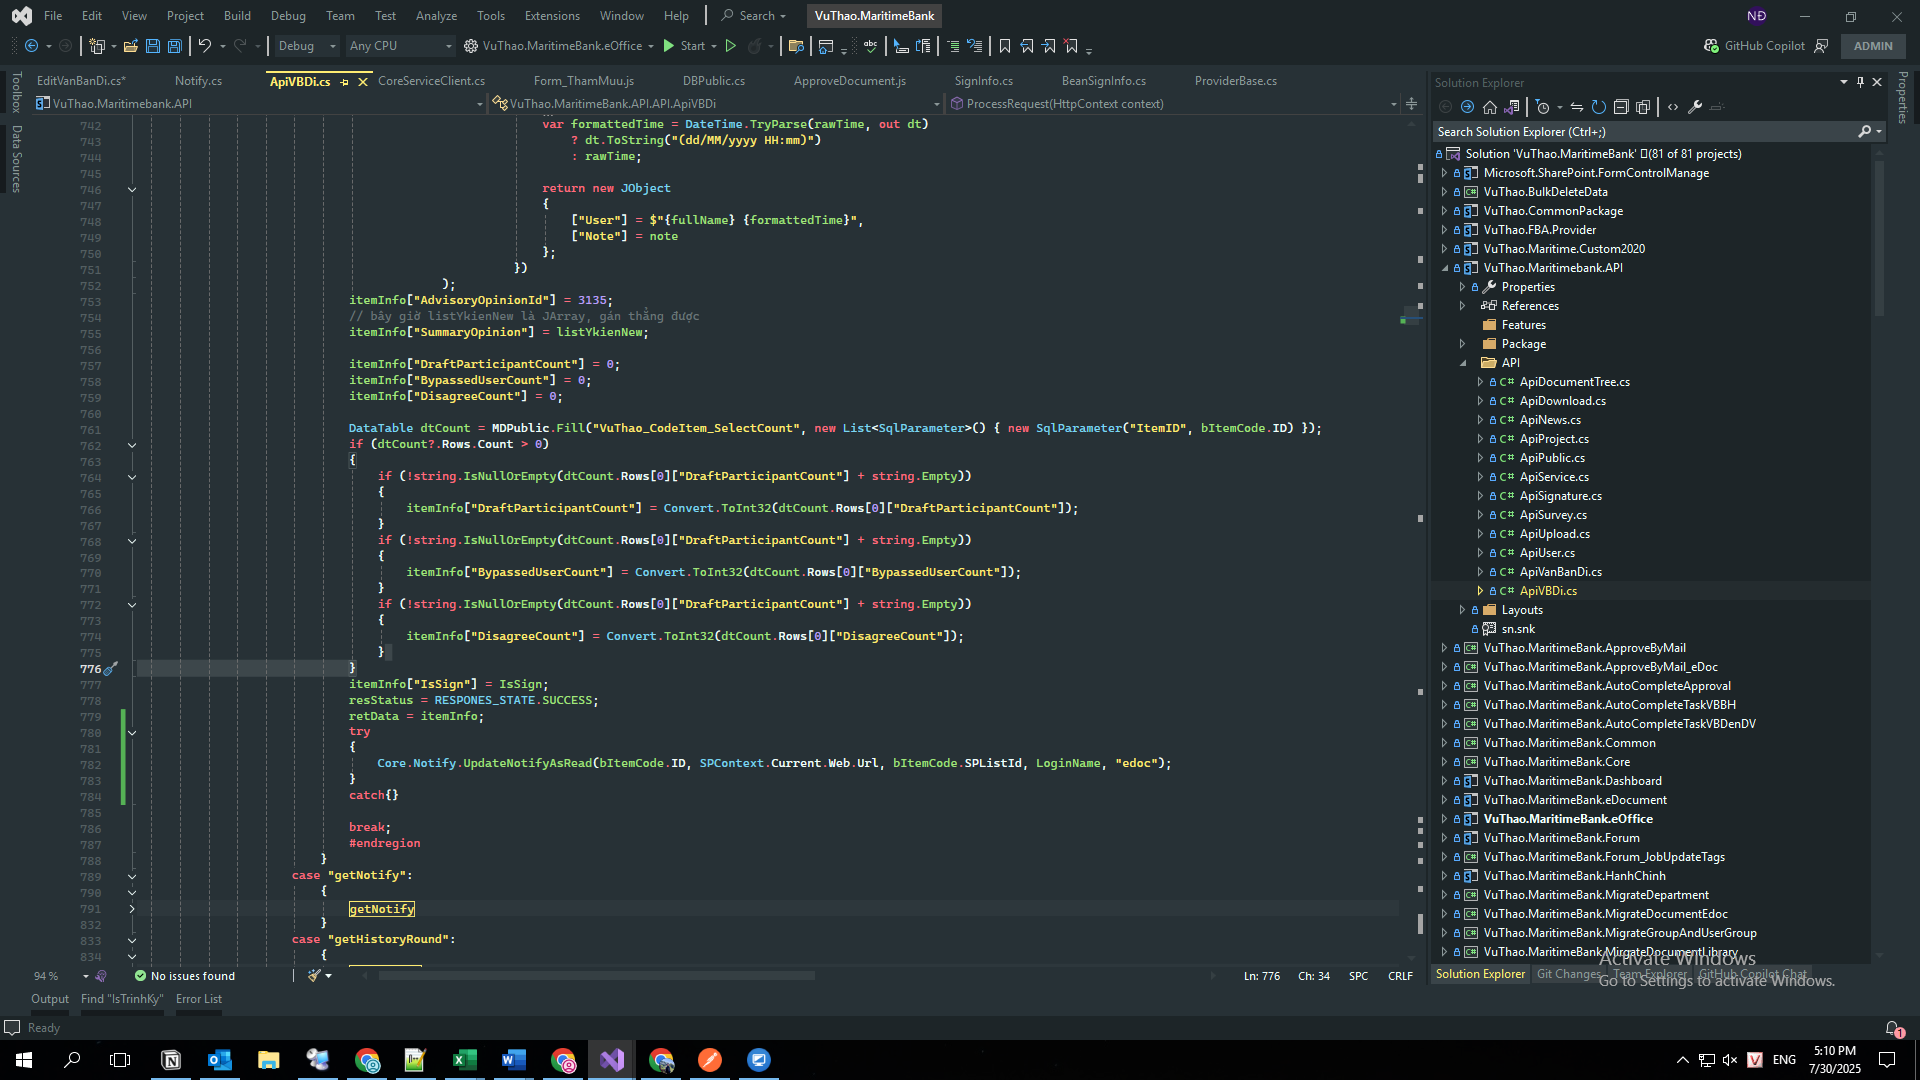 File Edit View Project Build Debug Team Test Analyze Tools Extensions Window Help Search VuThao.MaritimeBank NĐ
Debug Any CPU VuThao.MaritimeBank.eOffice Start GitHub Copilot ADMIN
EditVanBanDi.cs* Notify.cs ApiVBDi.cs CoreServiceClient.cs Form_ThamMuu.js DBPublic.cs ApproveDocument.js SignInfo.cs BeanSignInfo.cs ProviderBase.cs
VuThao.Maritimebank.API VuThao.MaritimeBank.API.API.ApiVBDi ProcessRequest(HttpContext context)
Toolbox
Data Sources
742 var formattedTime = DateTime.TryParse(rawTime, out dt)
743 ? dt.ToString("(dd/MM/yyyy HH:mm)")
744 : rawTime;
745
746 return new JObject
747 {
748 ["User"] = $"{fullName} {formattedTime}",
749 ["Note"] = note
750 };
751 })
752 );
753 itemInfo["AdvisoryOpinionId"] = 3135;
754 // bây giờ listYkienNew là JArray, gán thẳng được
755 itemInfo["SummaryOpinion"] = listYkienNew;
756
757 itemInfo["DraftParticipantCount"] = 0;
758 itemInfo["BypassedUserCount"] = 0;
759 itemInfo["DisagreeCount"] = 0;
760
761 DataTable dtCount = MDPublic.Fill("VuThao_CodeItem_SelectCount", new List<SqlParameter>() { new SqlParameter("ItemID", bItemCode.ID) });
762 if (dtCount?.Rows.Count > 0)
763 {
764 if (!string.IsNullOrEmpty(dtCount.Rows[0]["DraftParticipantCount"] + string.Empty))
765 {
766 itemInfo["DraftParticipantCount"] = Convert.ToInt32(dtCount.Rows[0]["DraftParticipantCount"]);
767 }
768 if (!string.IsNullOrEmpty(dtCount.Rows[0]["DraftParticipantCount"] + string.Empty))
769 {
770 itemInfo["BypassedUserCount"] = Convert.ToInt32(dtCount.Rows[0]["BypassedUserCount"]);
771 }
772 if (!string.IsNullOrEmpty(dtCount.Rows[0]["DraftParticipantCount"] + string.Empty))
773 {
774 itemInfo["DisagreeCount"] = Convert.ToInt32(dtCount.Rows[0]["DisagreeCount"]);
775 }
776 }
777 itemInfo["IsSign"] = IsSign;
778 resStatus = RESPONES_STATE.SUCCESS;
779 retData = itemInfo;
780 try
781 {
782 Core.Notify.UpdateNotifyAsRead(bItemCode.ID, SPContext.Current.Web.Url, bItemCode.SPListId, LoginName, "edoc");
783 }
784 catch{}
785
786 break;
787 #endregion
788 }
789 case "getNotify":
790 {
791 getNotify
832 }
833 case "getHistoryRound":
834 {
94 % No issues found Ln: 776 Ch: 34 SPC CRLF
Output Find "IsTrinhKy" Error List
Ready
Solution Explorer
Properties
Search Solution Explorer (Ctrl+;)
Solution 'VuThao.MaritimeBank' (81 of 81 projects)
Microsoft.SharePoint.FormControlManage
VuThao.BulkDeleteData
VuThao.CommonPackage
VuThao.FBA.Provider
VuThao.Maritime.Custom2020
VuThao.Maritimebank.API
Properties
References
Features
Package
API
C# ApiDocumentTree.cs
C# ApiDownload.cs
C# ApiNews.cs
C# ApiProject.cs
C# ApiPublic.cs
C# ApiService.cs
C# ApiSignature.cs
C# ApiSurvey.cs
C# ApiUpload.cs
C# ApiUser.cs
C# ApiVanBanDi.cs
C# ApiVBDi.cs
Layouts
sn.snk
VuThao.MaritimeBank.ApproveByMail
VuThao.MaritimeBank.ApproveByMail_eDoc
VuThao.MaritimeBank.AutoCompleteApproval
VuThao.MaritimeBank.AutoCompleteTaskVBBH
VuThao.MaritimeBank.AutoCompleteTaskVBDenDV
VuThao.MaritimeBank.Common
VuThao.MaritimeBank.Core
VuThao.MaritimeBank.Dashboard
VuThao.MaritimeBank.eDocument
VuThao.MaritimeBank.eOffice
VuThao.MaritimeBank.Forum
VuThao.MaritimeBank.Forum_JobUpdateTags
VuThao.MaritimeBank.HanhChinh
VuThao.MaritimeBank.MigrateDepartment
VuThao.MaritimeBank.MigrateDocumentEdoc
VuThao.MaritimeBank.MigrateGroupAndUserGroup
VuThao.MaritimeBank.MigrateDocumentLibrary
Solution Explorer Git Changes Team Explorer GitHub Copilot Chat
Activate Windows
Go to Settings to activate Windows.
1
ENG 5:10 PM
7/30/2025